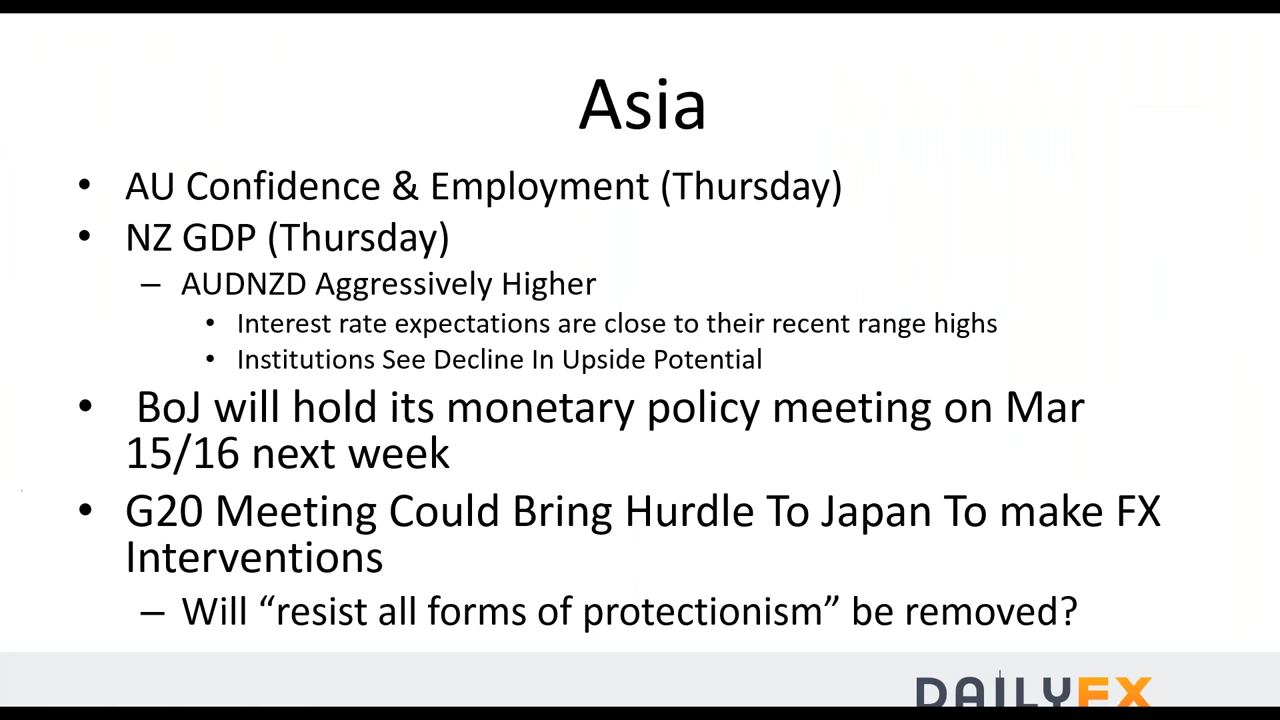 Asia
• AU Confidence & Employment (Thursday)
• NZ GDP (Thursday)
– AUDNZD Aggressively Higher
• Interest rate expectations are close to their recent range highs
• Institutions See Decline In Upside Potential
• BoJ will hold its monetary policy meeting on Mar
15/16 next week
• G20 Meeting Could Bring Hurdle To Japan To make FX
Interventions
– Will “resist all forms of protectionism” be removed?
DAILYFX